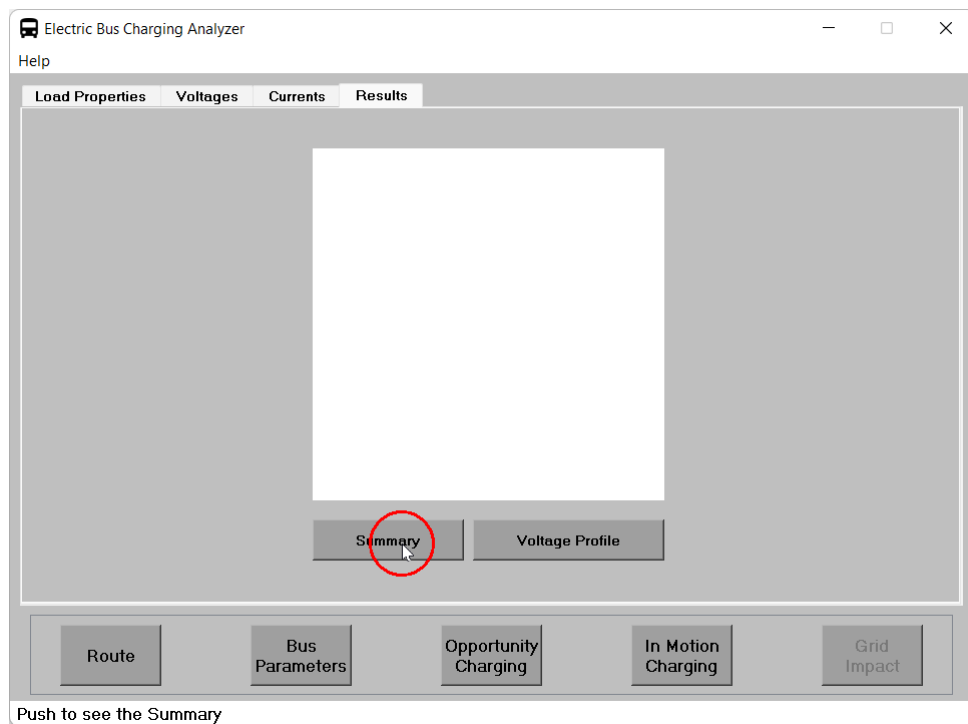 Electric Bus Charging Analyzer
Help
Load Properties Voltages Currents Results
Summary Voltage Profile
Route
Bus
Parameters
Opportunity
Charging
In Motion
Charging
Grid
Impact
Push to see the Summary